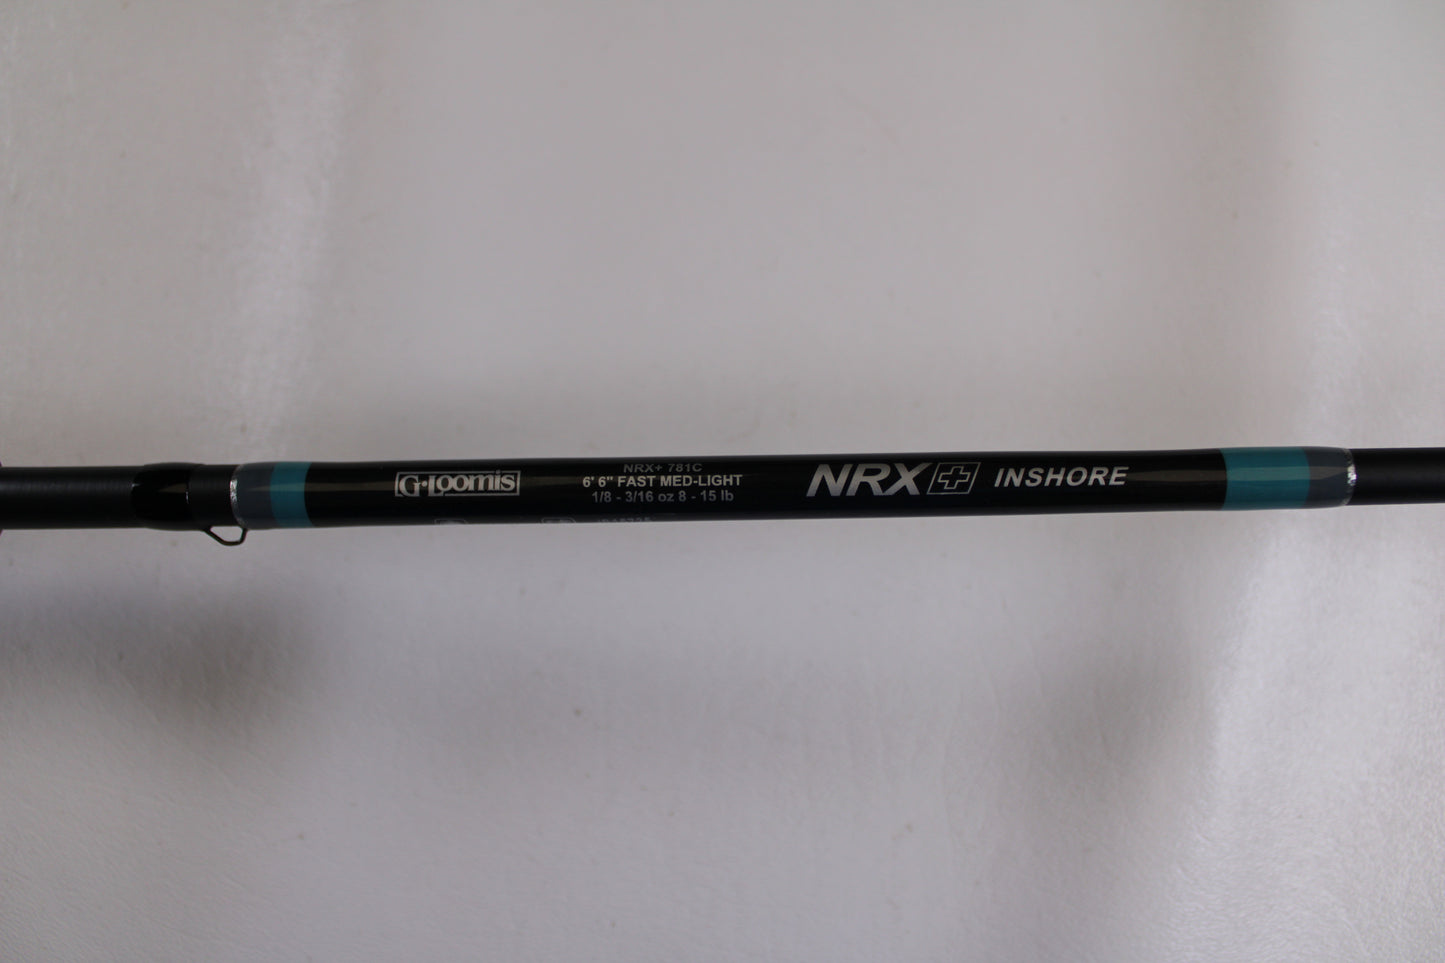 G·Loomis
NRX+ 781C
6' 6" FAST MED-LIGHT
1/8 - 3/16 oz 8 - 15 lb
NRX+ INSHORE